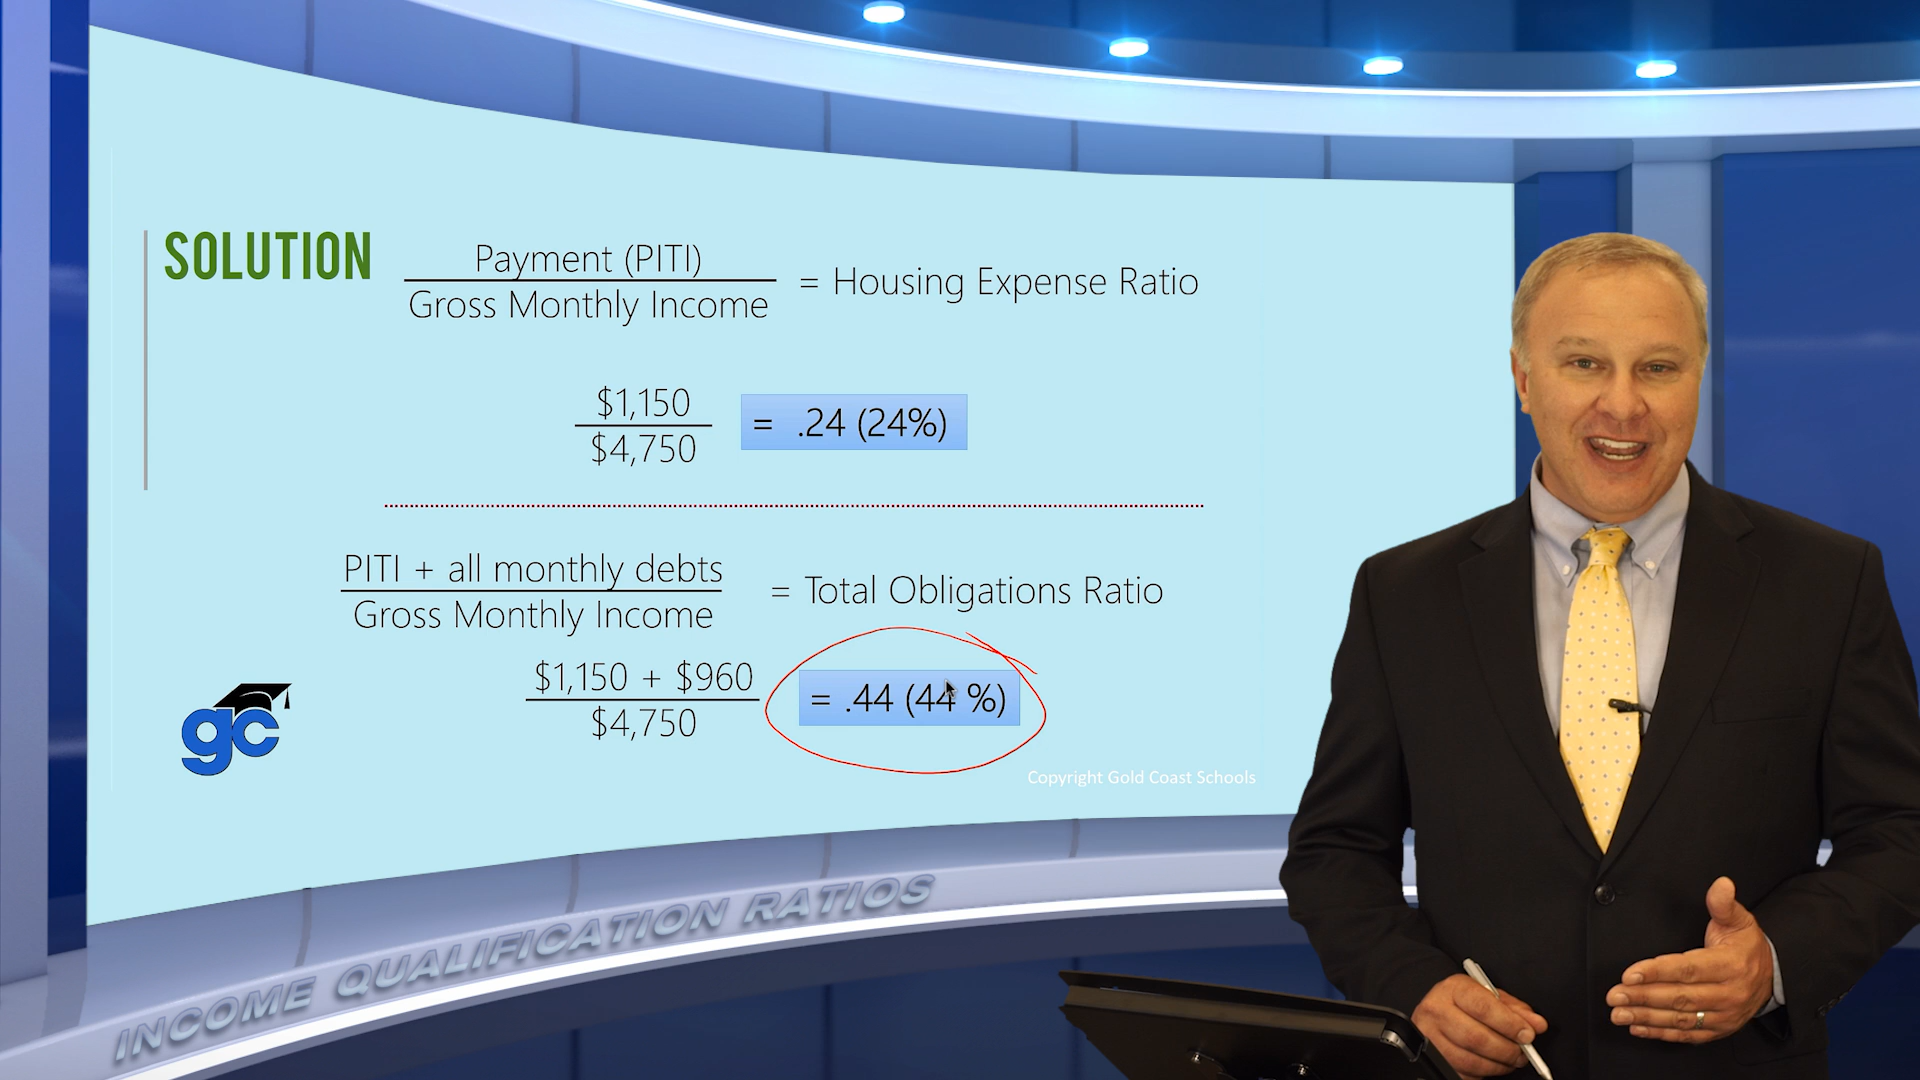 SOLUTION
Payment (PITI)
Gross Monthly Income
= Housing Expense Ratio
$1,150
$4,750
= .24 (24%)
PITI + all monthly debts
Gross Monthly Income
= Total Obligations Ratio
$1,150 + $960
$4,750
= .44 (44 %)
gc
Copyright Gold Coast Schools
INCOME QUALIFICATION RATIOS